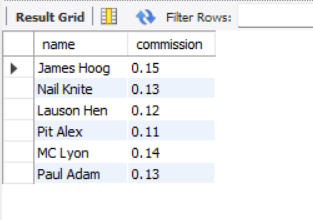 Result Grid Filter Rows:
name commission
James Hoog 0.15
Nail Knite 0.13
Lauson Hen 0.12
Pit Alex 0.11
MC Lyon 0.14
Paul Adam 0.13